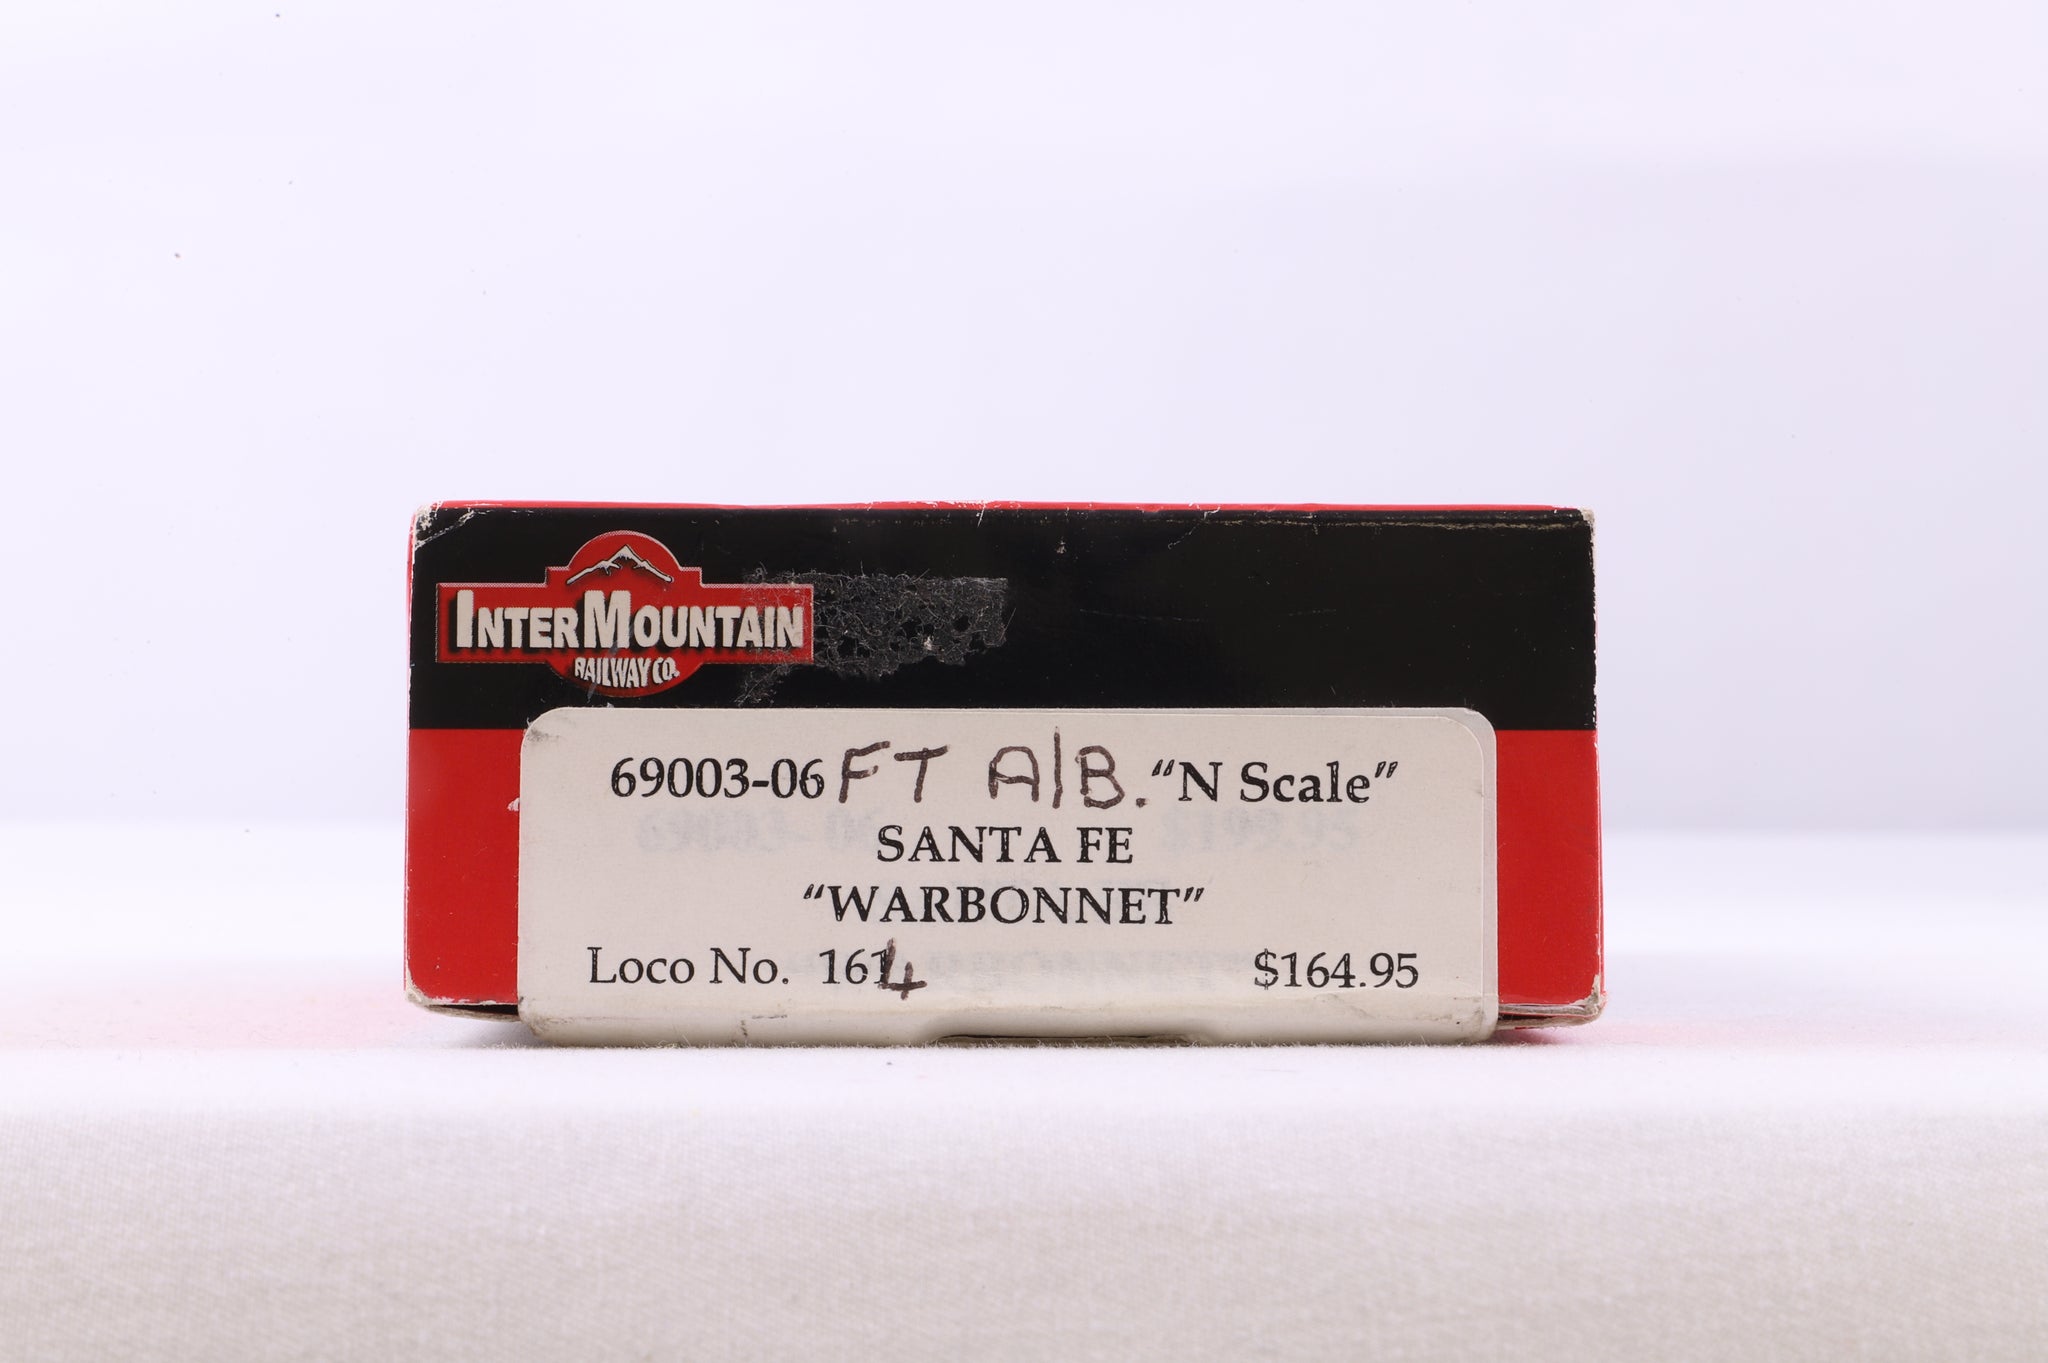 INTERMOUNTAIN
RAILWAY CO.
69003-06 FT A/B. "N Scale"
SANTA FE
"WARBONNET"
Loco No. 164
$164.95